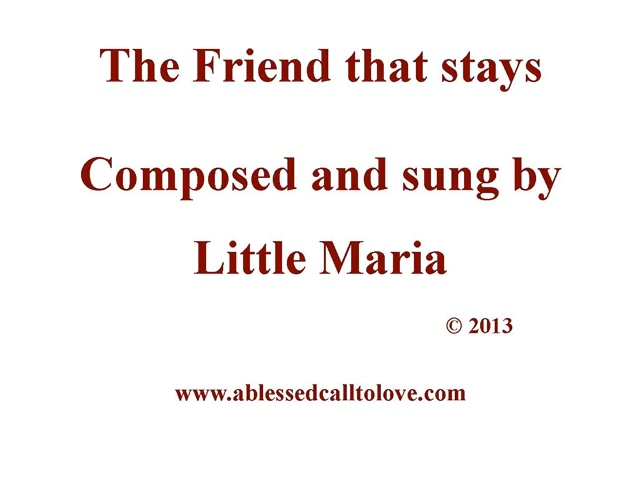 The Friend that stays
Composed and sung by
Little Maria
© 2013
www.ablessedcalltolove.com